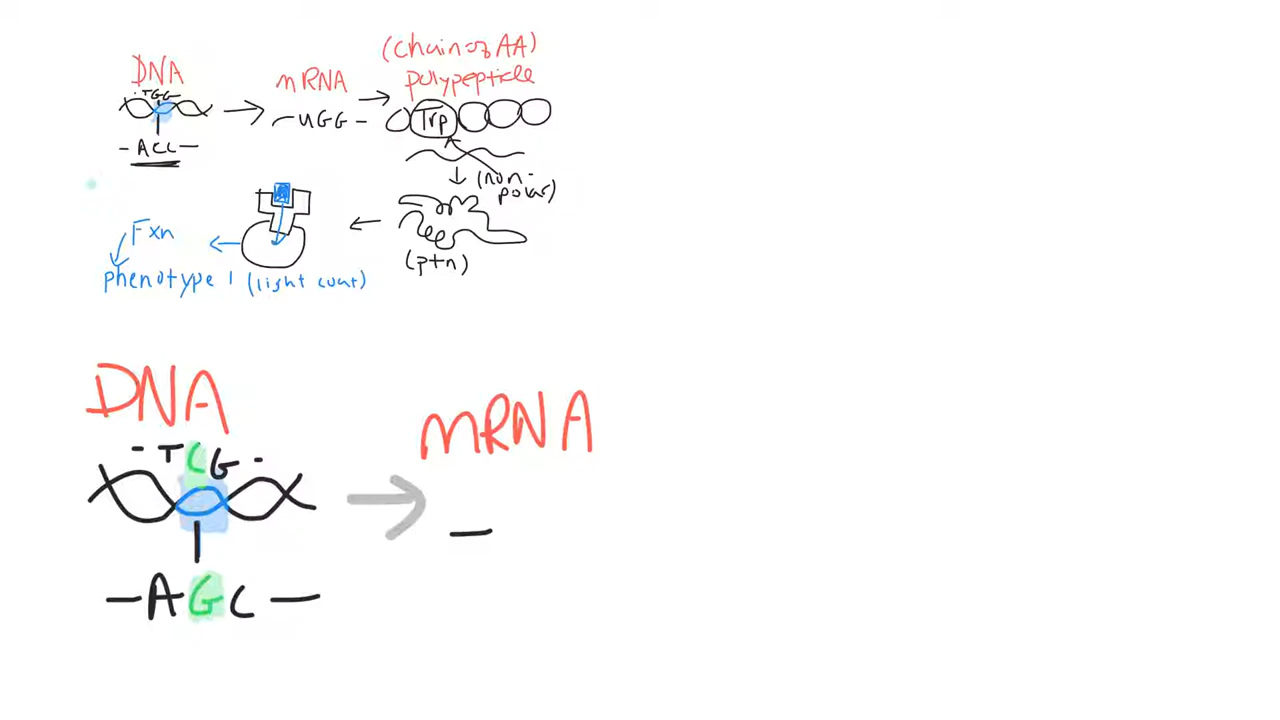 DNA
-TGG-
-ACC-
mRNA
-UGG-
(chain of AA)
polypeptide
Trp
(non-
polar)
(ptn)
Fxn
phenotype 1 (light coat)
DNA
-TCG-
-AGC-
mRNA
-